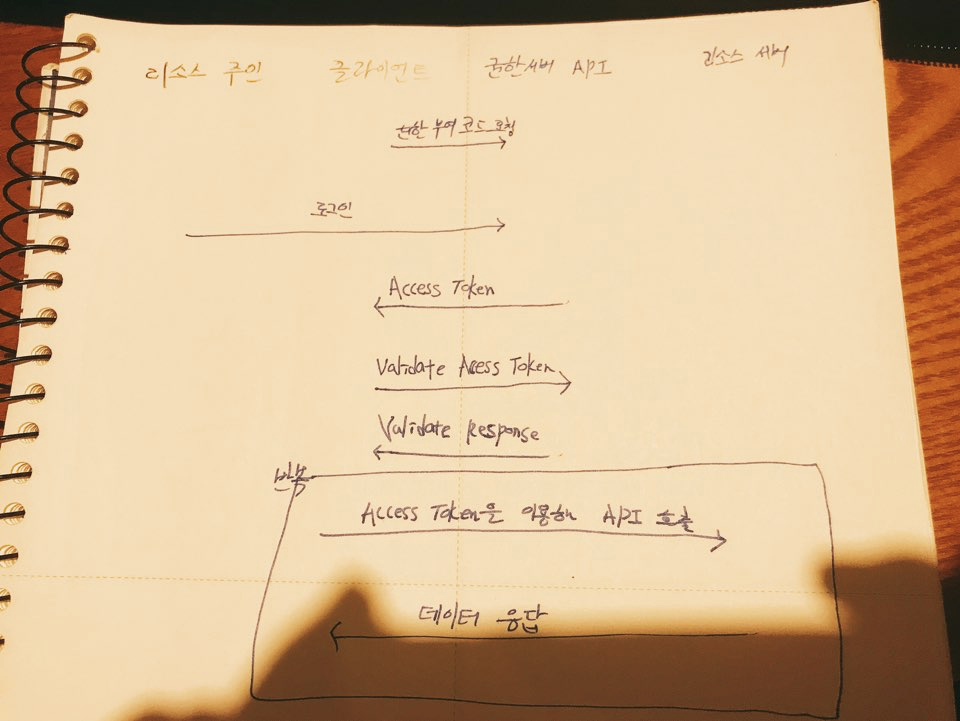 리소스 주인 클라이언트 권한서버 API 리소스 서버
권한 부여 코드 요청
로그인
Access Token
Validate Access Token
Validate Response
반복
Access Token을 이용해 API 호출
데이터 응답